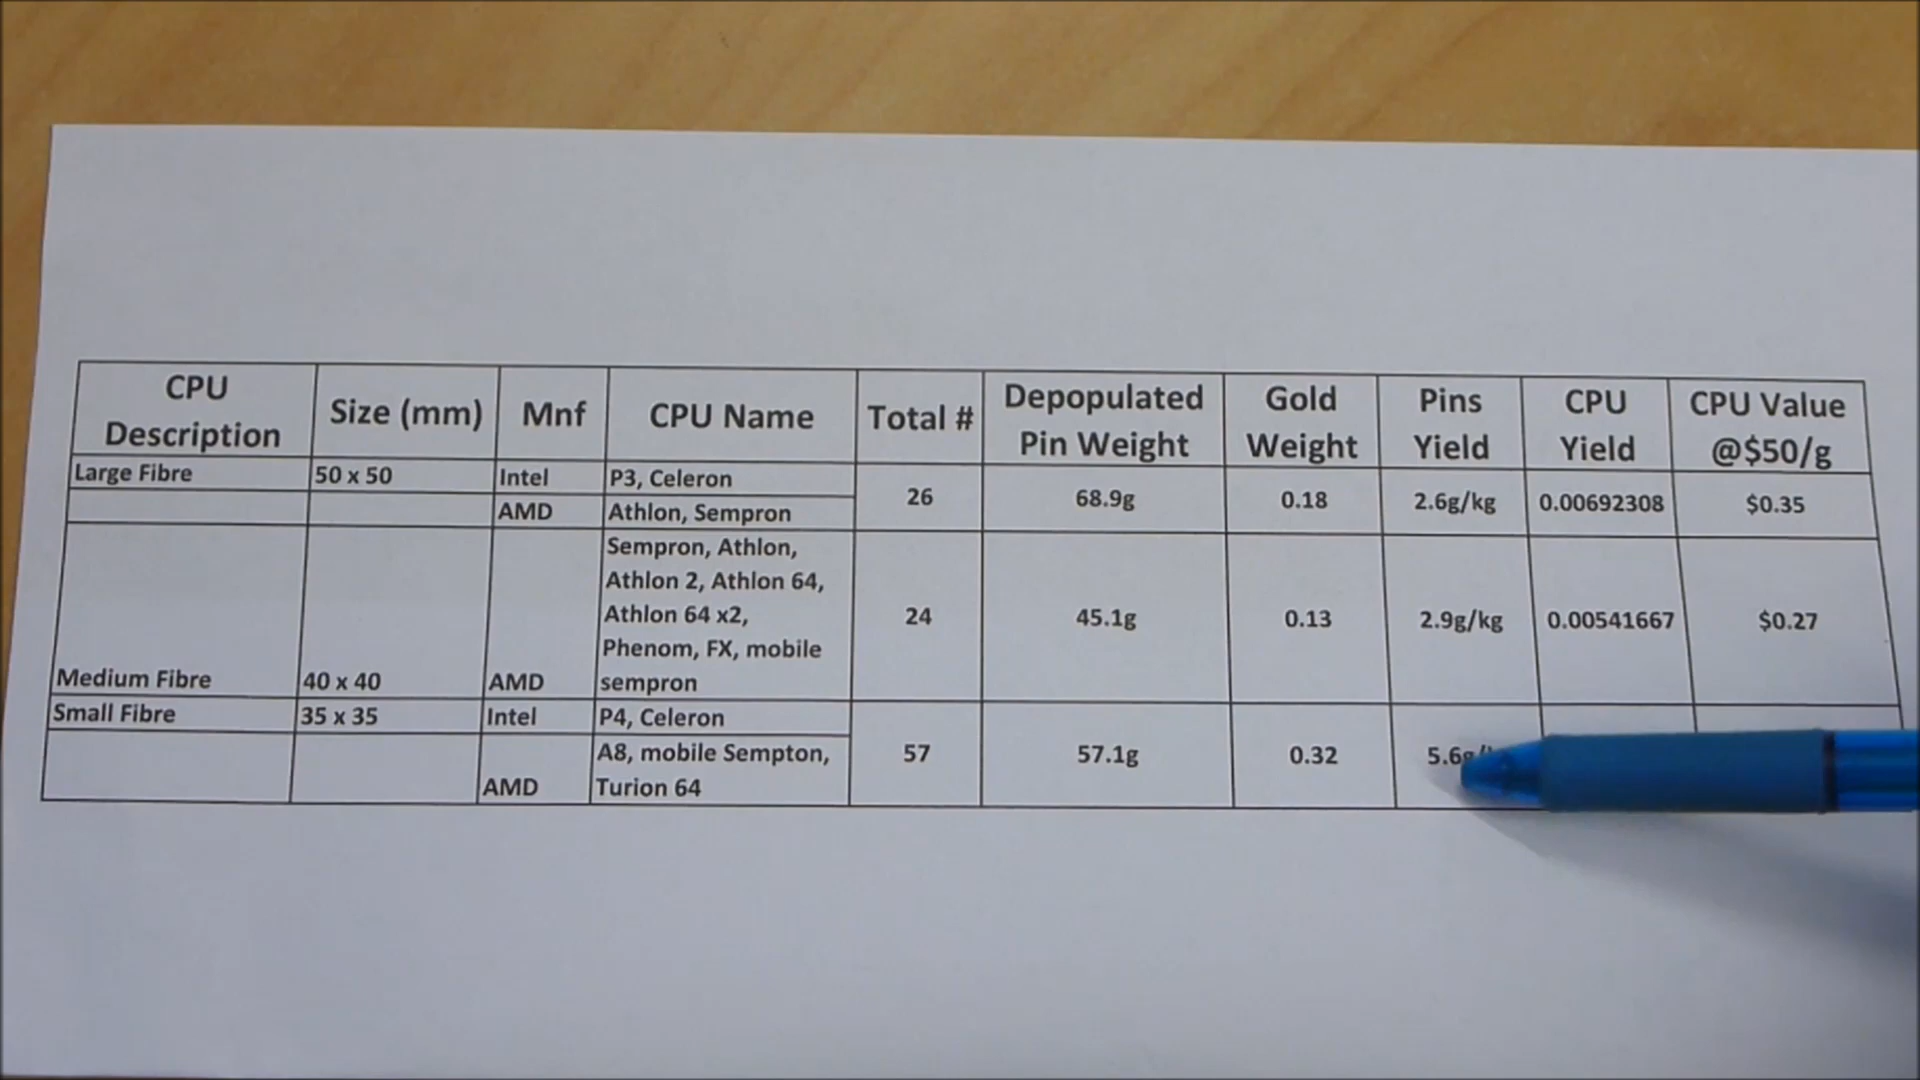 CPU Description Size (mm) Mnf CPU Name Total # Depopulated Pin Weight Gold Weight Pins Yield CPU Yield CPU Value @$50/g
Large Fibre 50 x 50 Intel P3, Celeron 26 68.9g 0.18 2.6g/kg 0.00692308 $0.35
AMD Athlon, Sempron
Sempron, Athlon,
Athlon 2, Athlon 64,
Athlon 64 x2, 24 45.1g 0.13 2.9g/kg 0.00541667 $0.27
Phenom, FX, mobile
Medium Fibre 40 x 40 AMD sempron
Small Fibre 35 x 35 Intel P4, Celeron
57 57.1g 0.32
A8, mobile Sempton,
AMD Turion 64